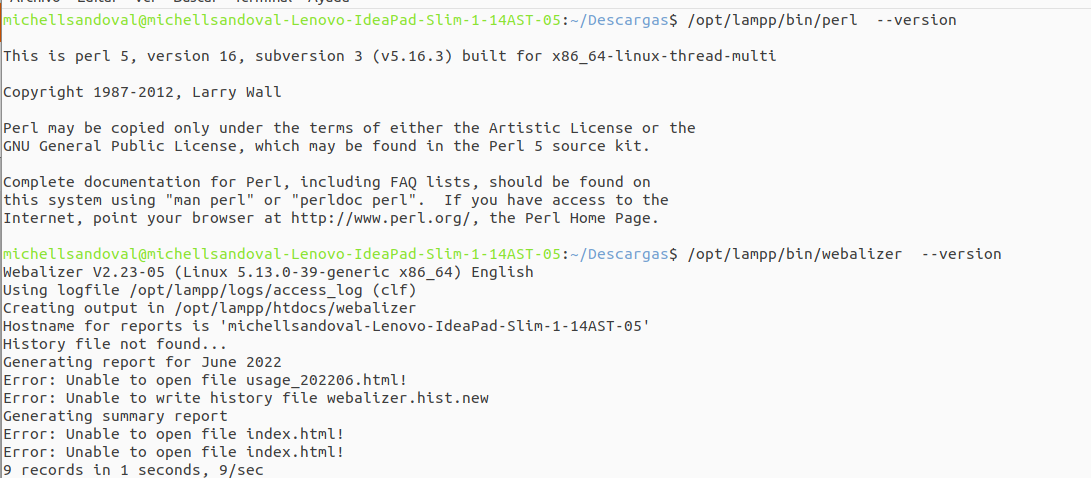 Archivo Editar Ver Buscar Terminal Ayuda
michellsandoval@michellsandoval-Lenovo-IdeaPad-Slim-1-14AST-05:~/Descargas$ /opt/lampp/bin/perl  --version
This is perl 5, version 16, subversion 3 (v5.16.3) built for x86_64-linux-thread-multi
Copyright 1987-2012, Larry Wall
Perl may be copied only under the terms of either the Artistic License or the
GNU General Public License, which may be found in the Perl 5 source kit.
Complete documentation for Perl, including FAQ lists, should be found on
this system using "man perl" or "perldoc perl".  If you have access to the
Internet, point your browser at http://www.perl.org/, the Perl Home Page.
michellsandoval@michellsandoval-Lenovo-IdeaPad-Slim-1-14AST-05:~/Descargas$ /opt/lampp/bin/webalizer  --version
Webalizer V2.23-05 (Linux 5.13.0-39-generic x86_64) English
Using logfile /opt/lampp/logs/access_log (clf)
Creating output in /opt/lampp/htdocs/webalizer
Hostname for reports is 'michellsandoval-Lenovo-IdeaPad-Slim-1-14AST-05'
History file not found...
Generating report for June 2022
Error: Unable to open file usage_202206.html!
Error: Unable to write history file webalizer.hist.new
Generating summary report
Error: Unable to open file index.html!
Error: Unable to open file index.html!
9 records in 1 seconds, 9/sec